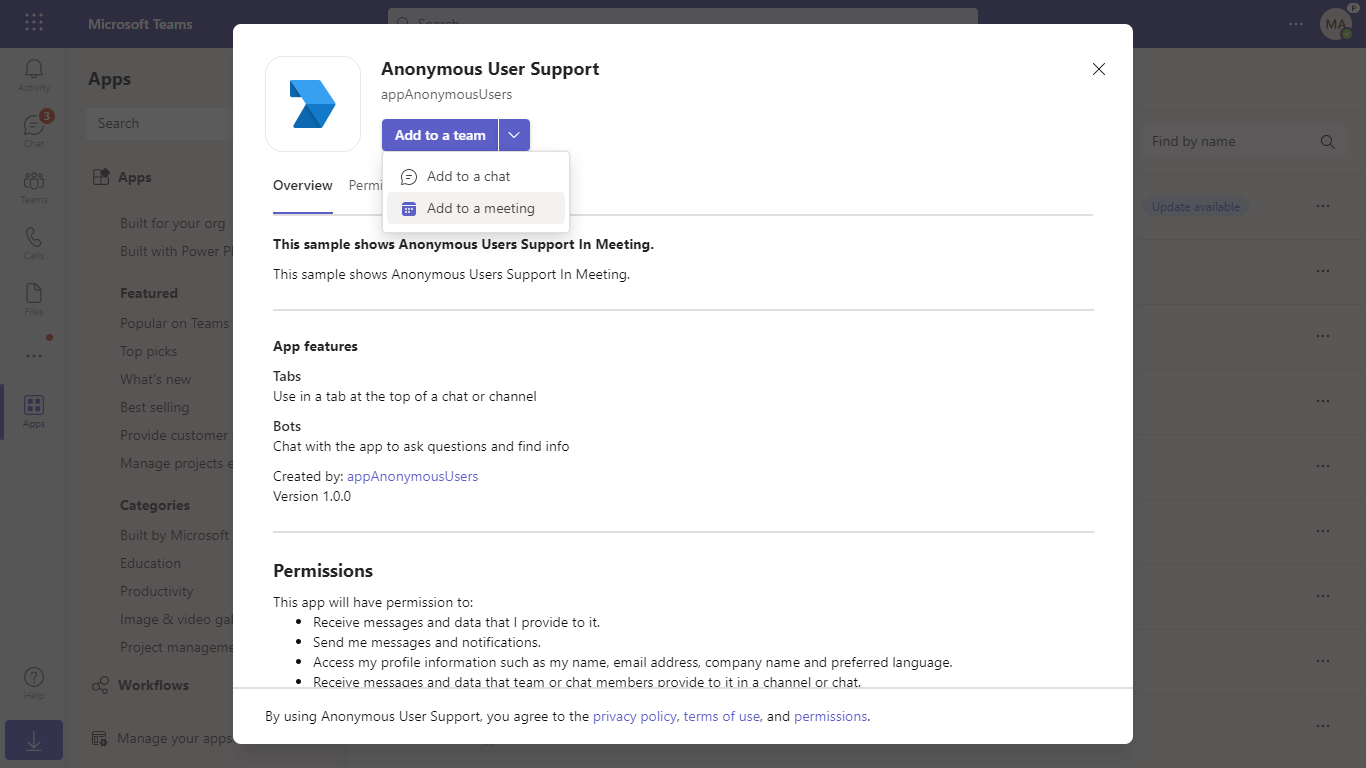 Microsoft Teams
Search
MA
P
Activity
Chat
3
Teams
Calls
Files
Apps
Help
Apps
Search
Apps
Built for your org
Built with Power
Featured
Popular on Teams
Top picks
What's new
Best selling
Provide customer
Manage projects
Categories
Built by Microsoft
Education
Productivity
Image & video
Project
Workflows
Manage your apps
Find by name
Update available
Anonymous User Support
appAnonymousUsers
Add to a team
Add to a chat
Add to a meeting
Overview
This sample shows Anonymous Users Support In Meeting.
This sample shows Anonymous Users Support In Meeting.
App features
Tabs
Use in a tab at the top of a chat or channel
Bots
Chat with the app to ask questions and find info
Created by: appAnonymousUsers
Version 1.0.0
Permissions
This app will have permission to:
Receive messages and data that I provide to it.
Send me messages and notifications.
Access my profile information such as my name, email address, company name and preferred language.
Receive messages and data that team or chat members provide to it in a channel or chat.
By using Anonymous User Support, you agree to the privacy policy, terms of use, and permissions.